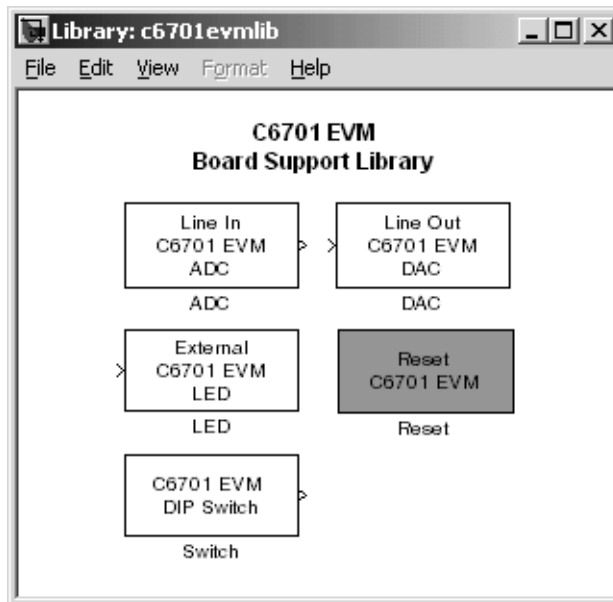 Library: c6701evmlib
File Edit View Format Help
C6701 EVM
Board Support Library
Line In
C6701 EVM
ADC
ADC
Line Out
C6701 EVM
DAC
DAC
External
C6701 EVM
LED
LED
Reset
C6701 EVM
Reset
C6701 EVM
DIP Switch
Switch